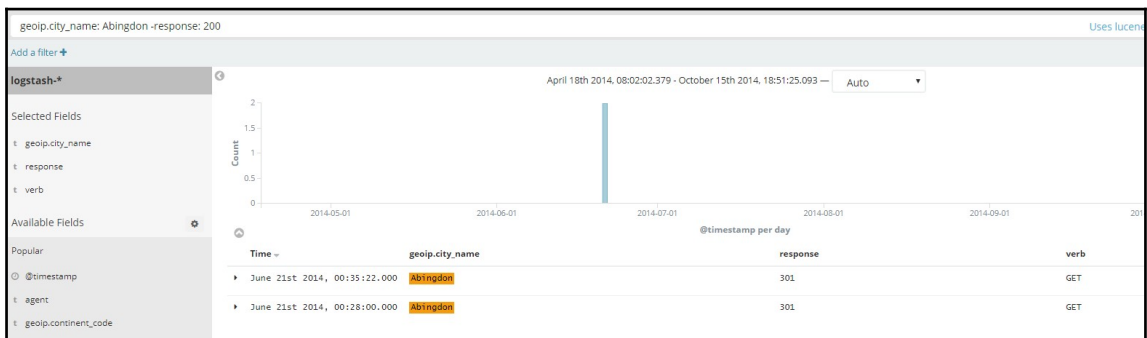 geoip.city_name: Abingdon -response: 200
Uses lucene
Add a filter +
logstash-*
April 18th 2014, 08:02:02.379 - October 15th 2014, 18:51:25.093 — Auto
Selected Fields
t geoip.city_name
t response
t verb
Available Fields
Popular
@timestamp
t agent
t geoip.continent_code
Count
2
1.5
1
0.5
0
2014-05-01 2014-06-01 2014-07-01 2014-08-01 2014-09-01 201
@timestamp per day
Time geoip.city_name response verb
June 21st 2014, 00:35:22.000 Abingdon 301 GET
June 21st 2014, 00:28:00.000 Abingdon 301 GET